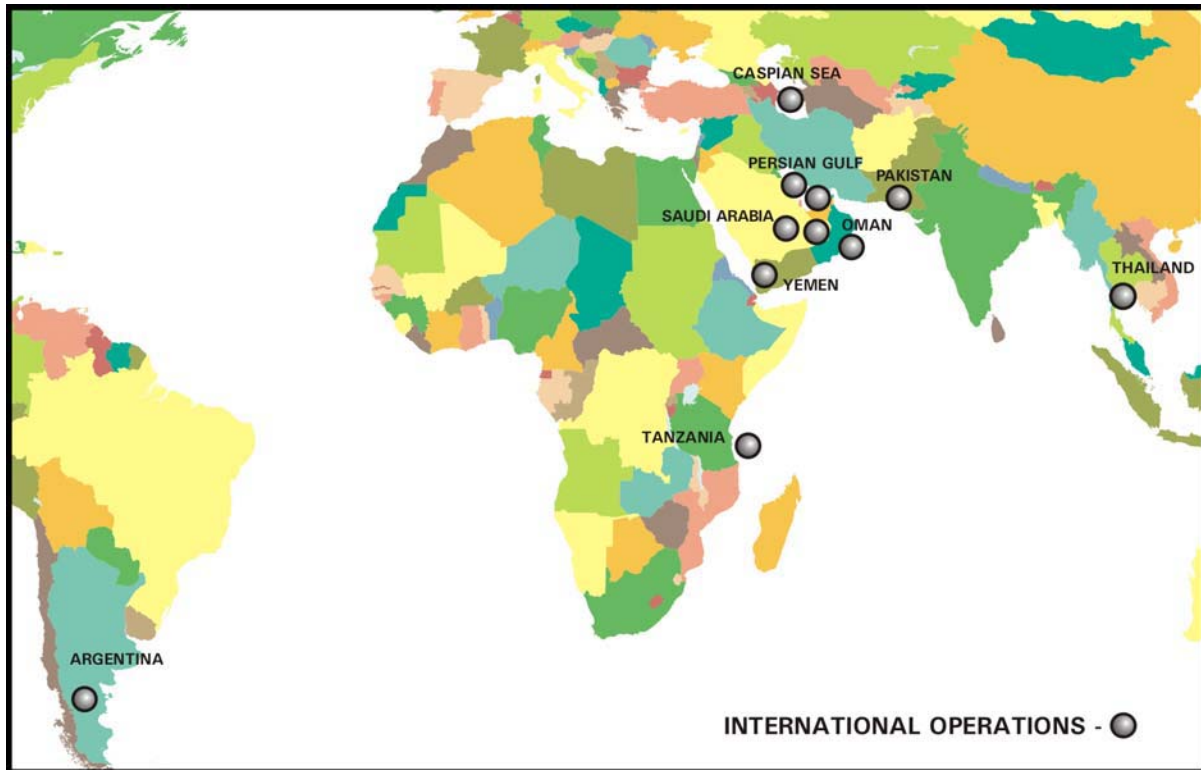 CASPIAN SEA
PERSIAN GULF
PAKISTAN
SAUDI ARABIA
OMAN
THAILAND
YEMEN
TANZANIA
ARGENTINA
INTERNATIONAL OPERATIONS -